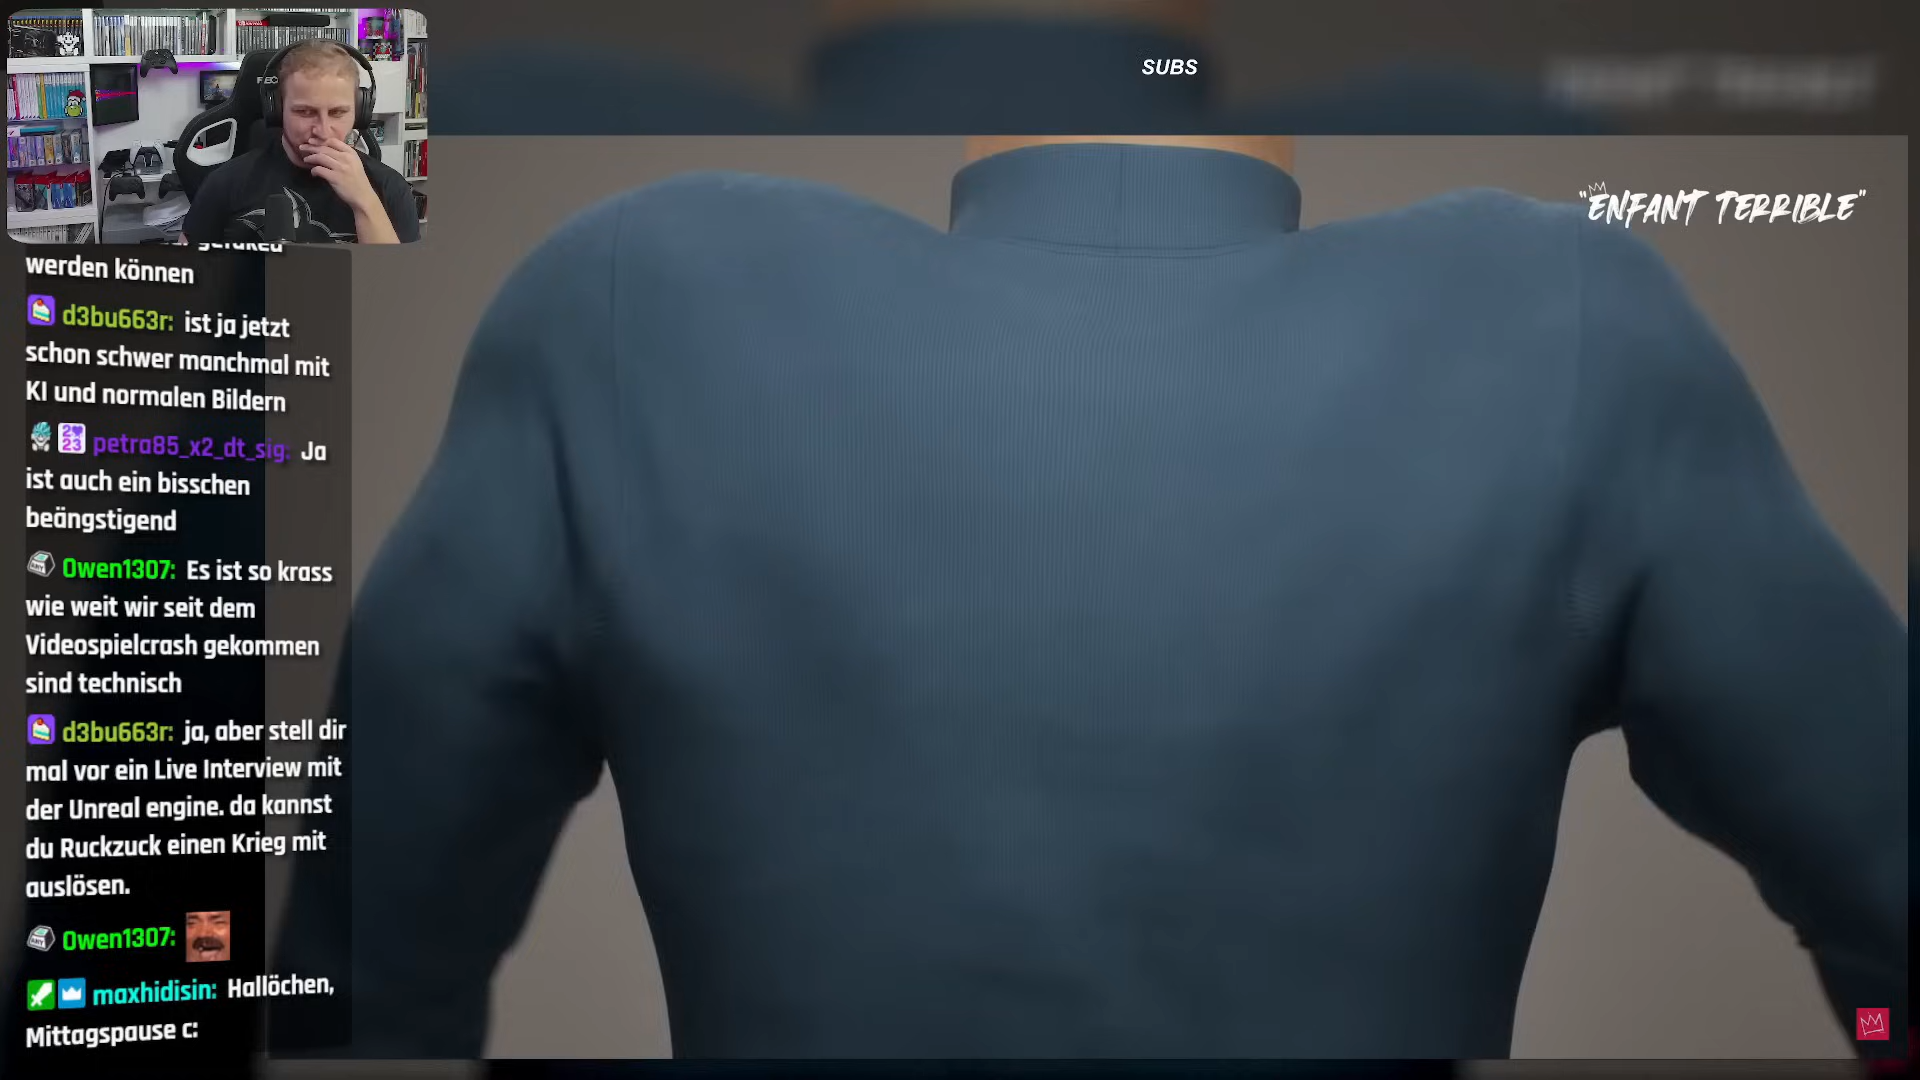 SUBS
"ENFANT TERRIBLE"
werden können
d3bu663r: ist ja jetzt
schon schwer manchmal mit
KI und normalen Bildern
petra85_x2_dt_sig: Ja
ist auch ein bisschen
beängstigend
Owen1307: Es ist so krass
wie weit wir seit dem
Videospielcrash gekommen
sind technisch
d3bu663r: ja, aber stell dir
mal vor ein Live Interview mit
der Unreal engine. da kannst
du Ruckzuck einen Krieg mit
auslösen.
Owen1307:
maxhidisin: Hallöchen,
Mittagspause c: